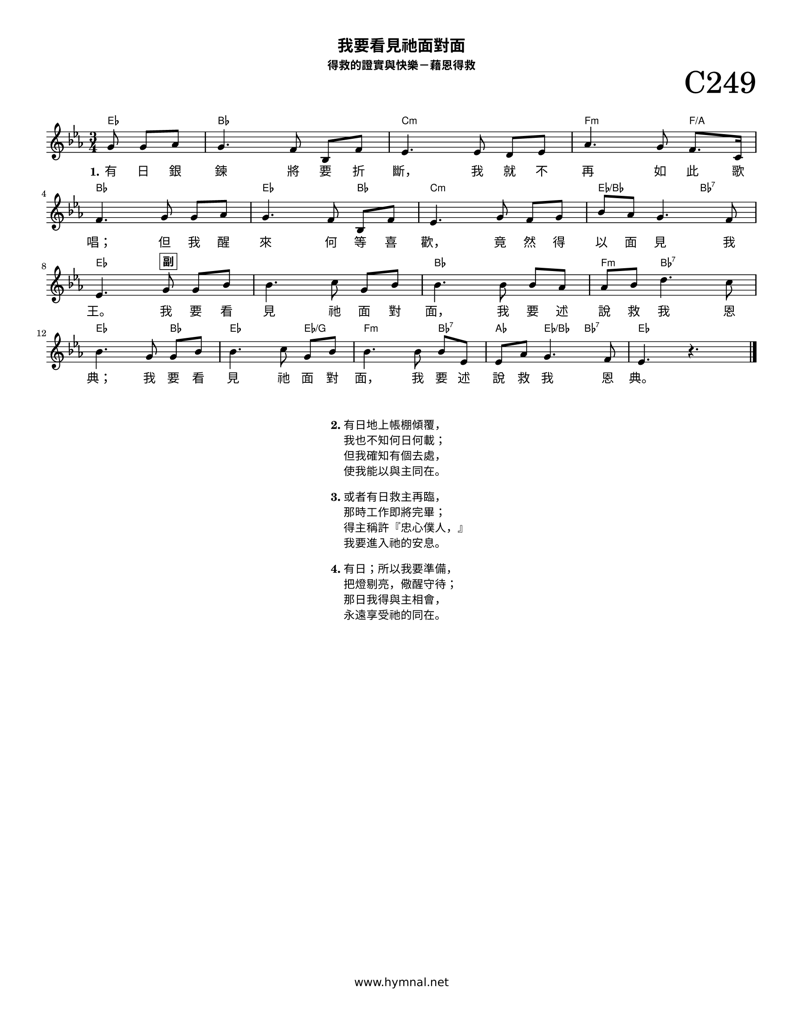 我要看見祂面對面
得救的證實與快樂－藉恩得救
C249
E♭ B♭ Cm Fm F/A
1. 有 日 銀 鍊 將 要 折 斷， 我 就 不 再 如 此 歌
4 B♭ E♭ B♭ Cm E♭/B♭ B♭7
唱； 但 我 醒 來 何 等 喜 歡， 竟 然 得 以 面 見 我
8 E♭ 副 B♭ Fm B♭7
王。 我 要 看 見 祂 面 對 面， 我 要 述 說 救 我 恩
12 E♭ B♭ E♭ E♭/G Fm B♭7 A♭ E♭/B♭ B♭7 E♭
典； 我 要 看 見 祂 面 對 面， 我 要 述 說 救 我 恩 典。
2. 有日地上帳棚傾覆，
我也不知何日何載；
但我確知有個去處，
使我能以與主同在。
3. 或者有日救主再臨，
那時工作即將完畢；
得主稱許『忠心僕人，』
我要進入祂的安息。
4. 有日；所以我要準備，
把燈剔亮，儆醒守待；
那日我得與主相會，
永遠享受祂的同在。
www.hymnal.net